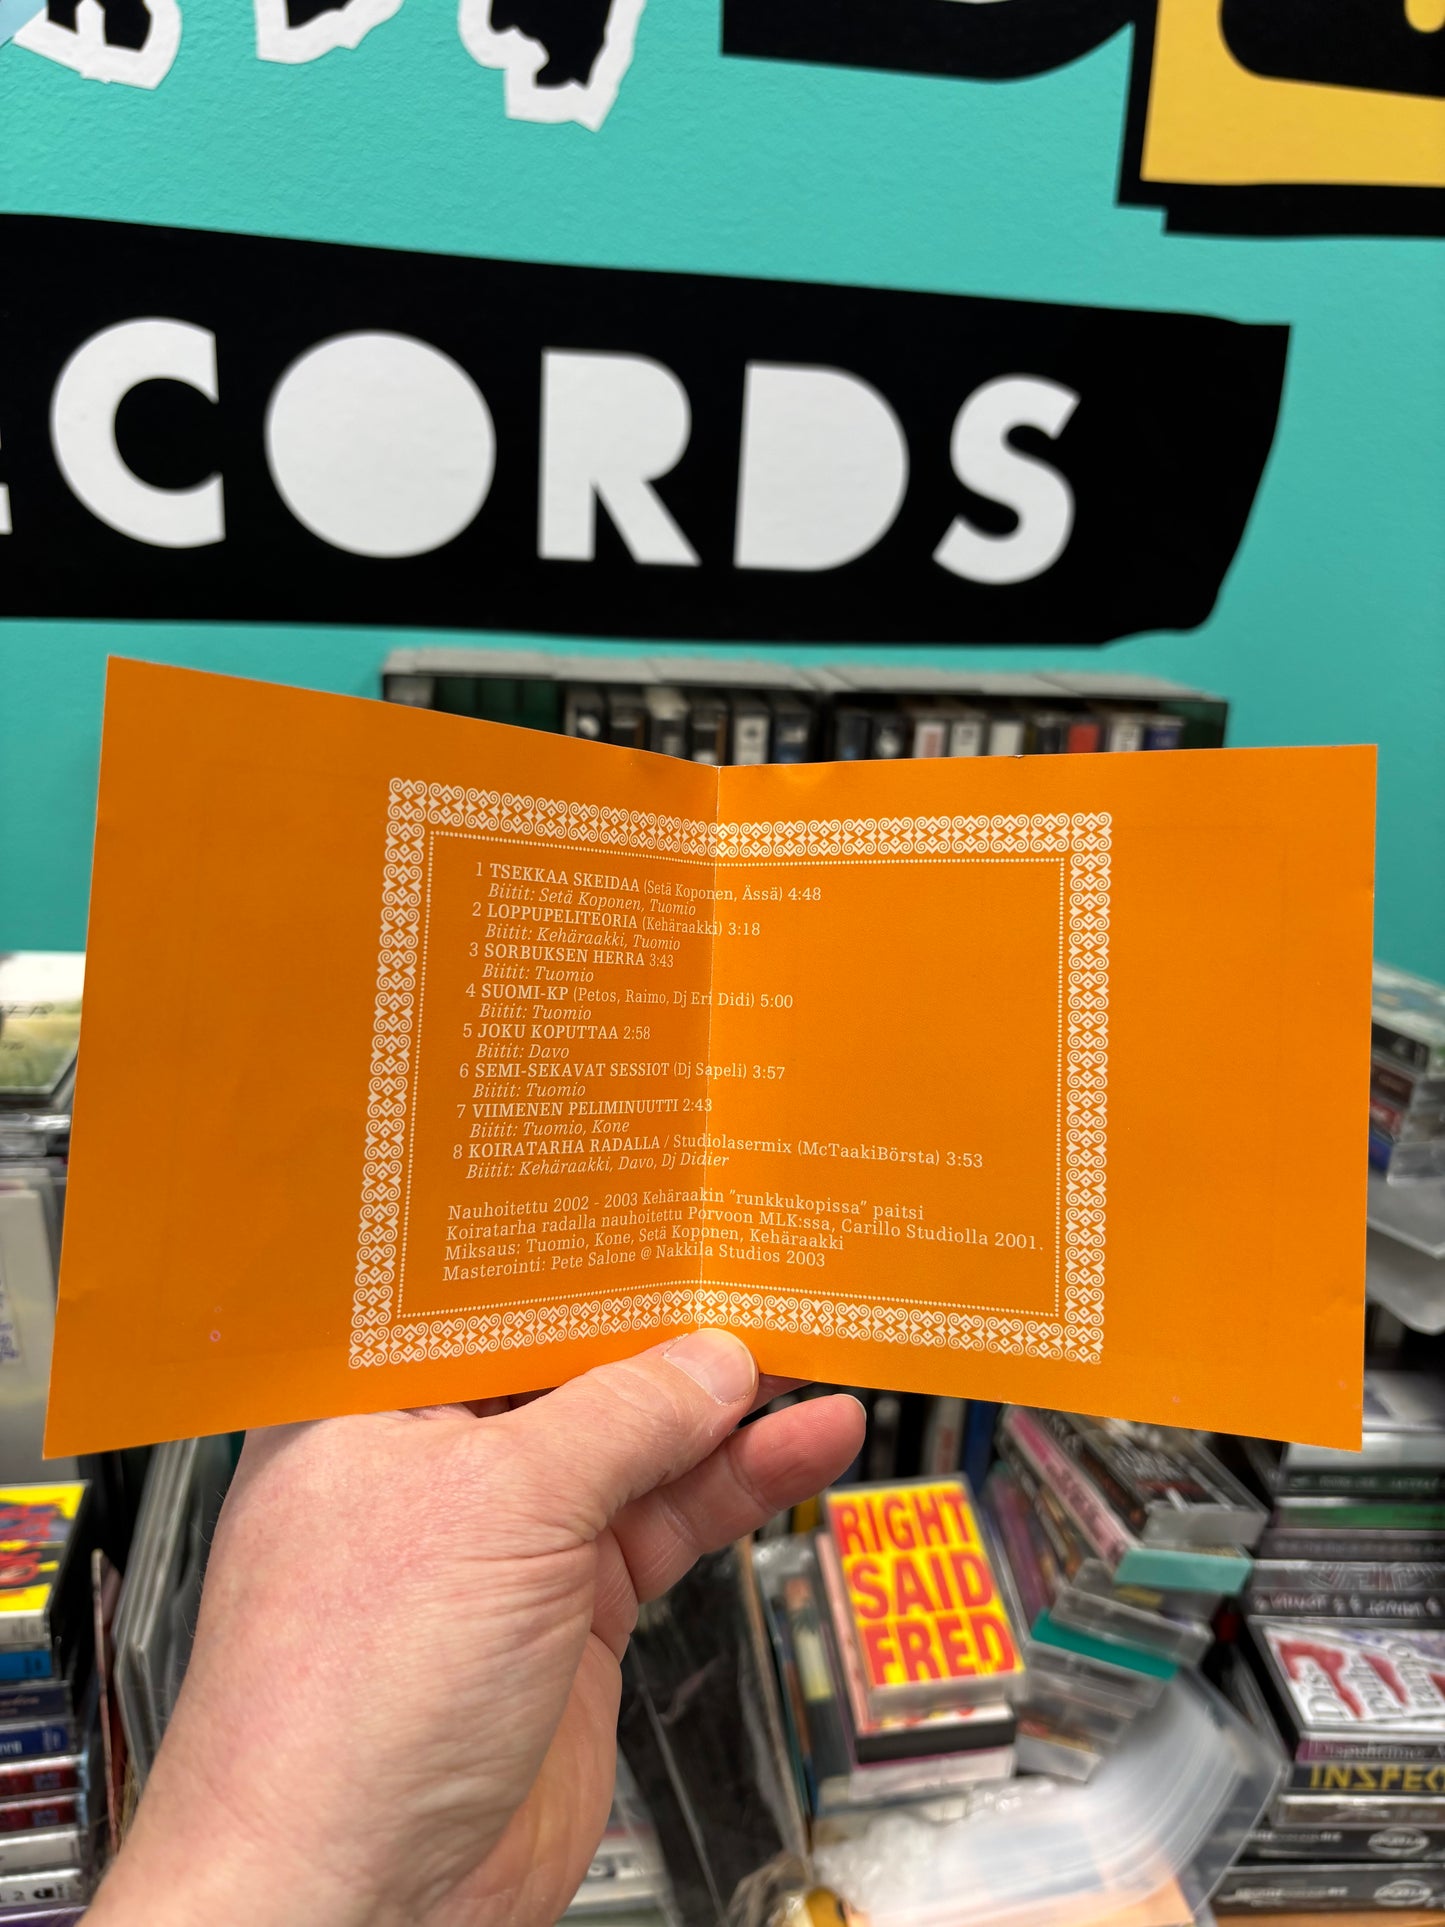 CORDS
1 TSEKKAA SKEIDAA (Setä Koponen, Ässä) 4:48
Biitit: Setä Koponen, Tuomio
2 LOPPUPELITEORIA (Kehäraakki) 3:18
Biitit: Kehäraakki, Tuomio
3 SORBUKSEN HERRA 3:43
Biitit: Tuomio
4 SUOMI-KP (Petos, Raimo, Dj Eri Didi) 5:00
Biitit: Tuomio
5 JOKU KOPUTTAA 2:58
Biitit: Davo
6 SEMI-SEKAVAT SESSIOT (Dj Sapeli) 3:57
Biitit: Tuomio
7 VIIMENEN PELIMINUUTTI 2:43
Biitit: Tuomio, Kone
8 KOIRATARHA RADALLA / Studiolasermix (McTaakiBörsta) 3:53
Biitit: Kehäraakki, Davo, Dj Didier
Nauhoitettu 2002 - 2003 Kehäraakin "runkkukopissa" paitsi
Koiratarha radalla nauhoitettu Porvoon MLK:ssa, Carillo Studiolla 2001.
Miksaus: Tuomio, Kone, Setä Koponen, Kehäraakki
Masterointi: Pete Salone @ Nakkila Studios 2003
RIGHT
SAID
FRED
INSPEC